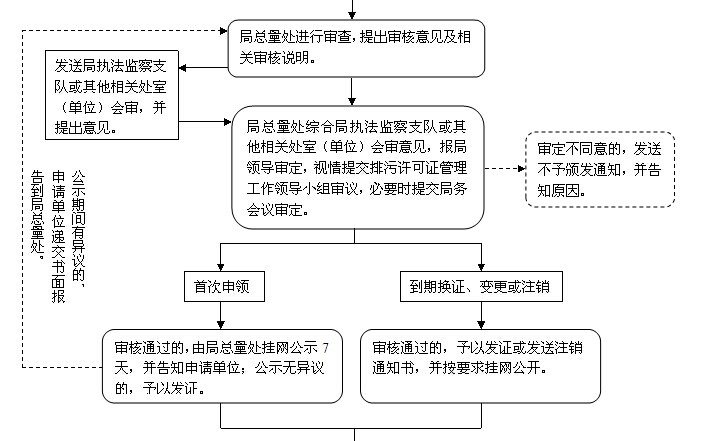 局总量处进行审查，提出审核意见及相
关审核说明。
发送局执法监察支
队或其他相关处室
（单位）会审，并
提出意见。
局总量处综合局执法监察支队或其
他相关处室（单位）会审意见，报局
领导审定，视情提交排污许可证管理
工作领导小组审议，必要时提交局务
会议审定。
审定不同意的，发送
不予颁发通知，并告
知原因。
公示期间有异议的，
申请单位递交书面报
告到局总量处。
首次申领
到期换证、变更或注销
审核通过的，由局总量处挂网公示 7
天，并告知申请单位；公示无异议
的，予以发证。
审核通过的，予以发证或发送注销
通知书，并按要求挂网公开。